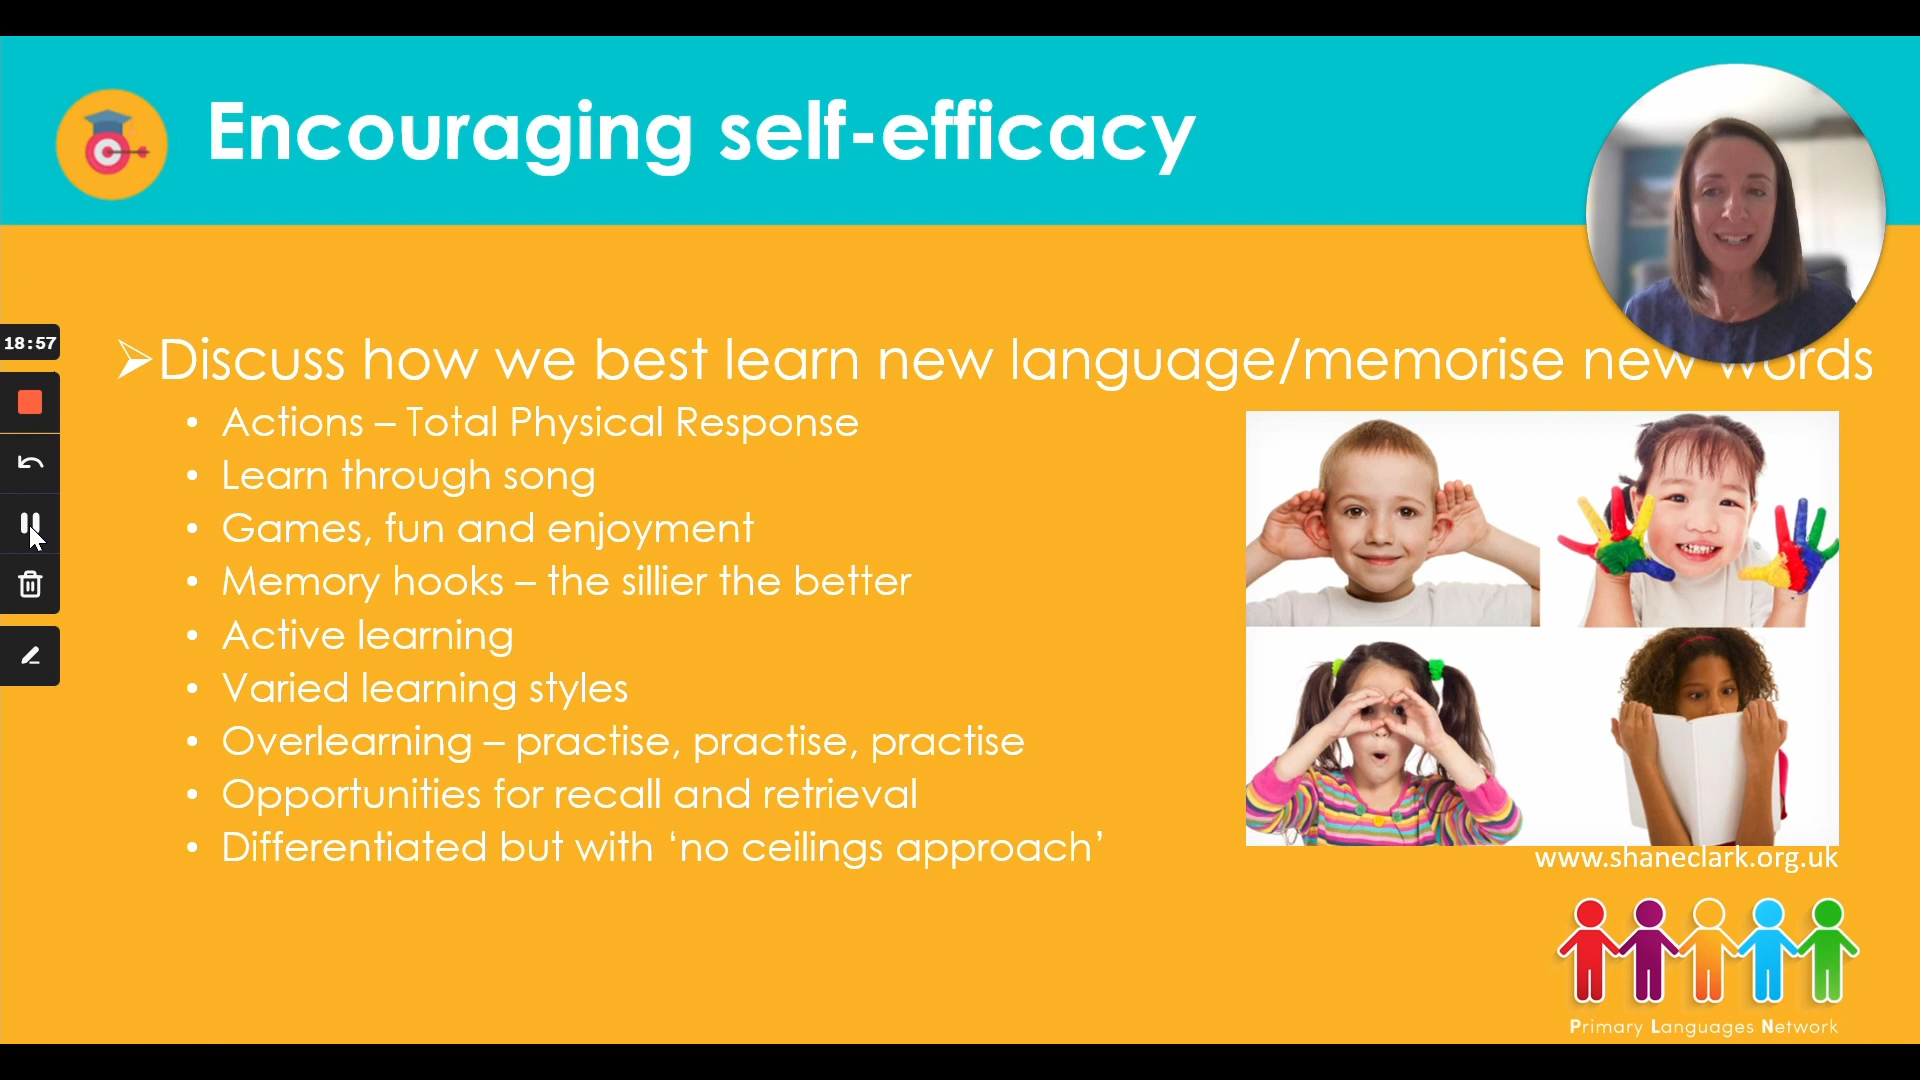 Encouraging self-efficacy
18:57
➢Discuss how we best learn new language/memorise new words
• Actions – Total Physical Response
• Learn through song
• Games, fun and enjoyment
• Memory hooks – the sillier the better
• Active learning
• Varied learning styles
• Overlearning – practise, practise, practise
• Opportunities for recall and retrieval
• Differentiated but with ‘no ceilings approach’
www.shaneclark.org.uk
Primary Languages Network